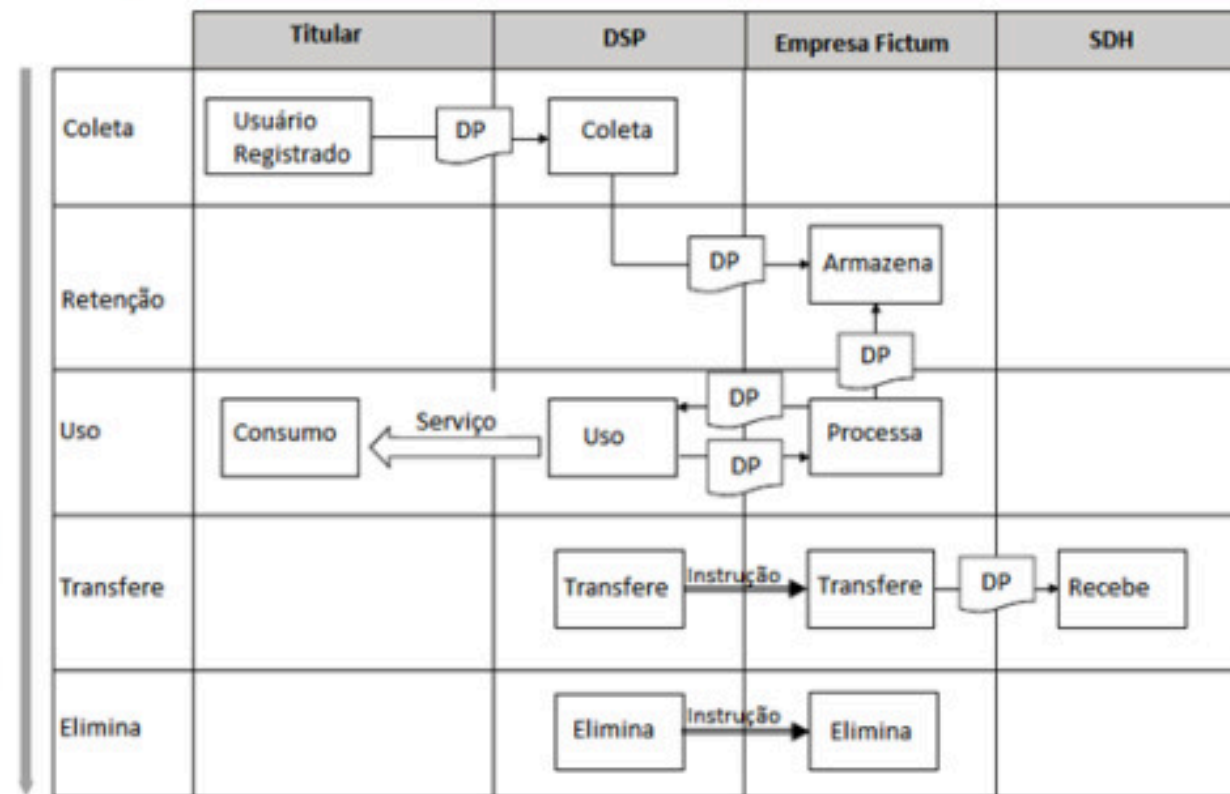 Titular
DSP
Empresa Fictum
SDH
Coleta
Usuário
Registrado
DP
Coleta
Retenção
DP
Armazena
DP
Uso
Consumo
Serviço
Uso
DP
DP
Processa
Transfere
Transfere
Instrução
Transfere
DP
Recebe
Elimina
Elimina
Instrução
Elimina